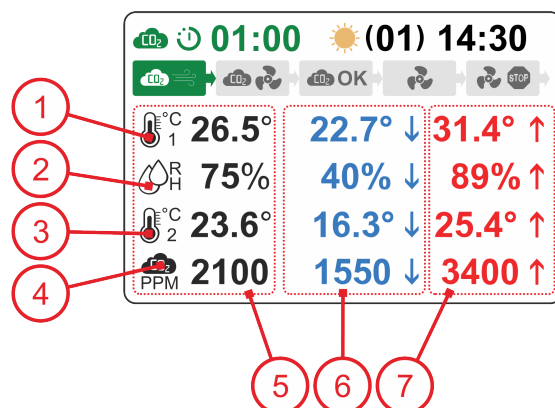 CO₂ 01:00 (01) 14:30
CO₂ CO₂ CO₂ OK STOP
1 °C 1 26.5° 22.7° ↓ 31.4° ↑
2 RH 75% 40% ↓ 89% ↑
3 °C 2 23.6° 16.3° ↓ 25.4° ↑
4 CO₂ PPM 2100 1550 ↓ 3400 ↑
5 6 7